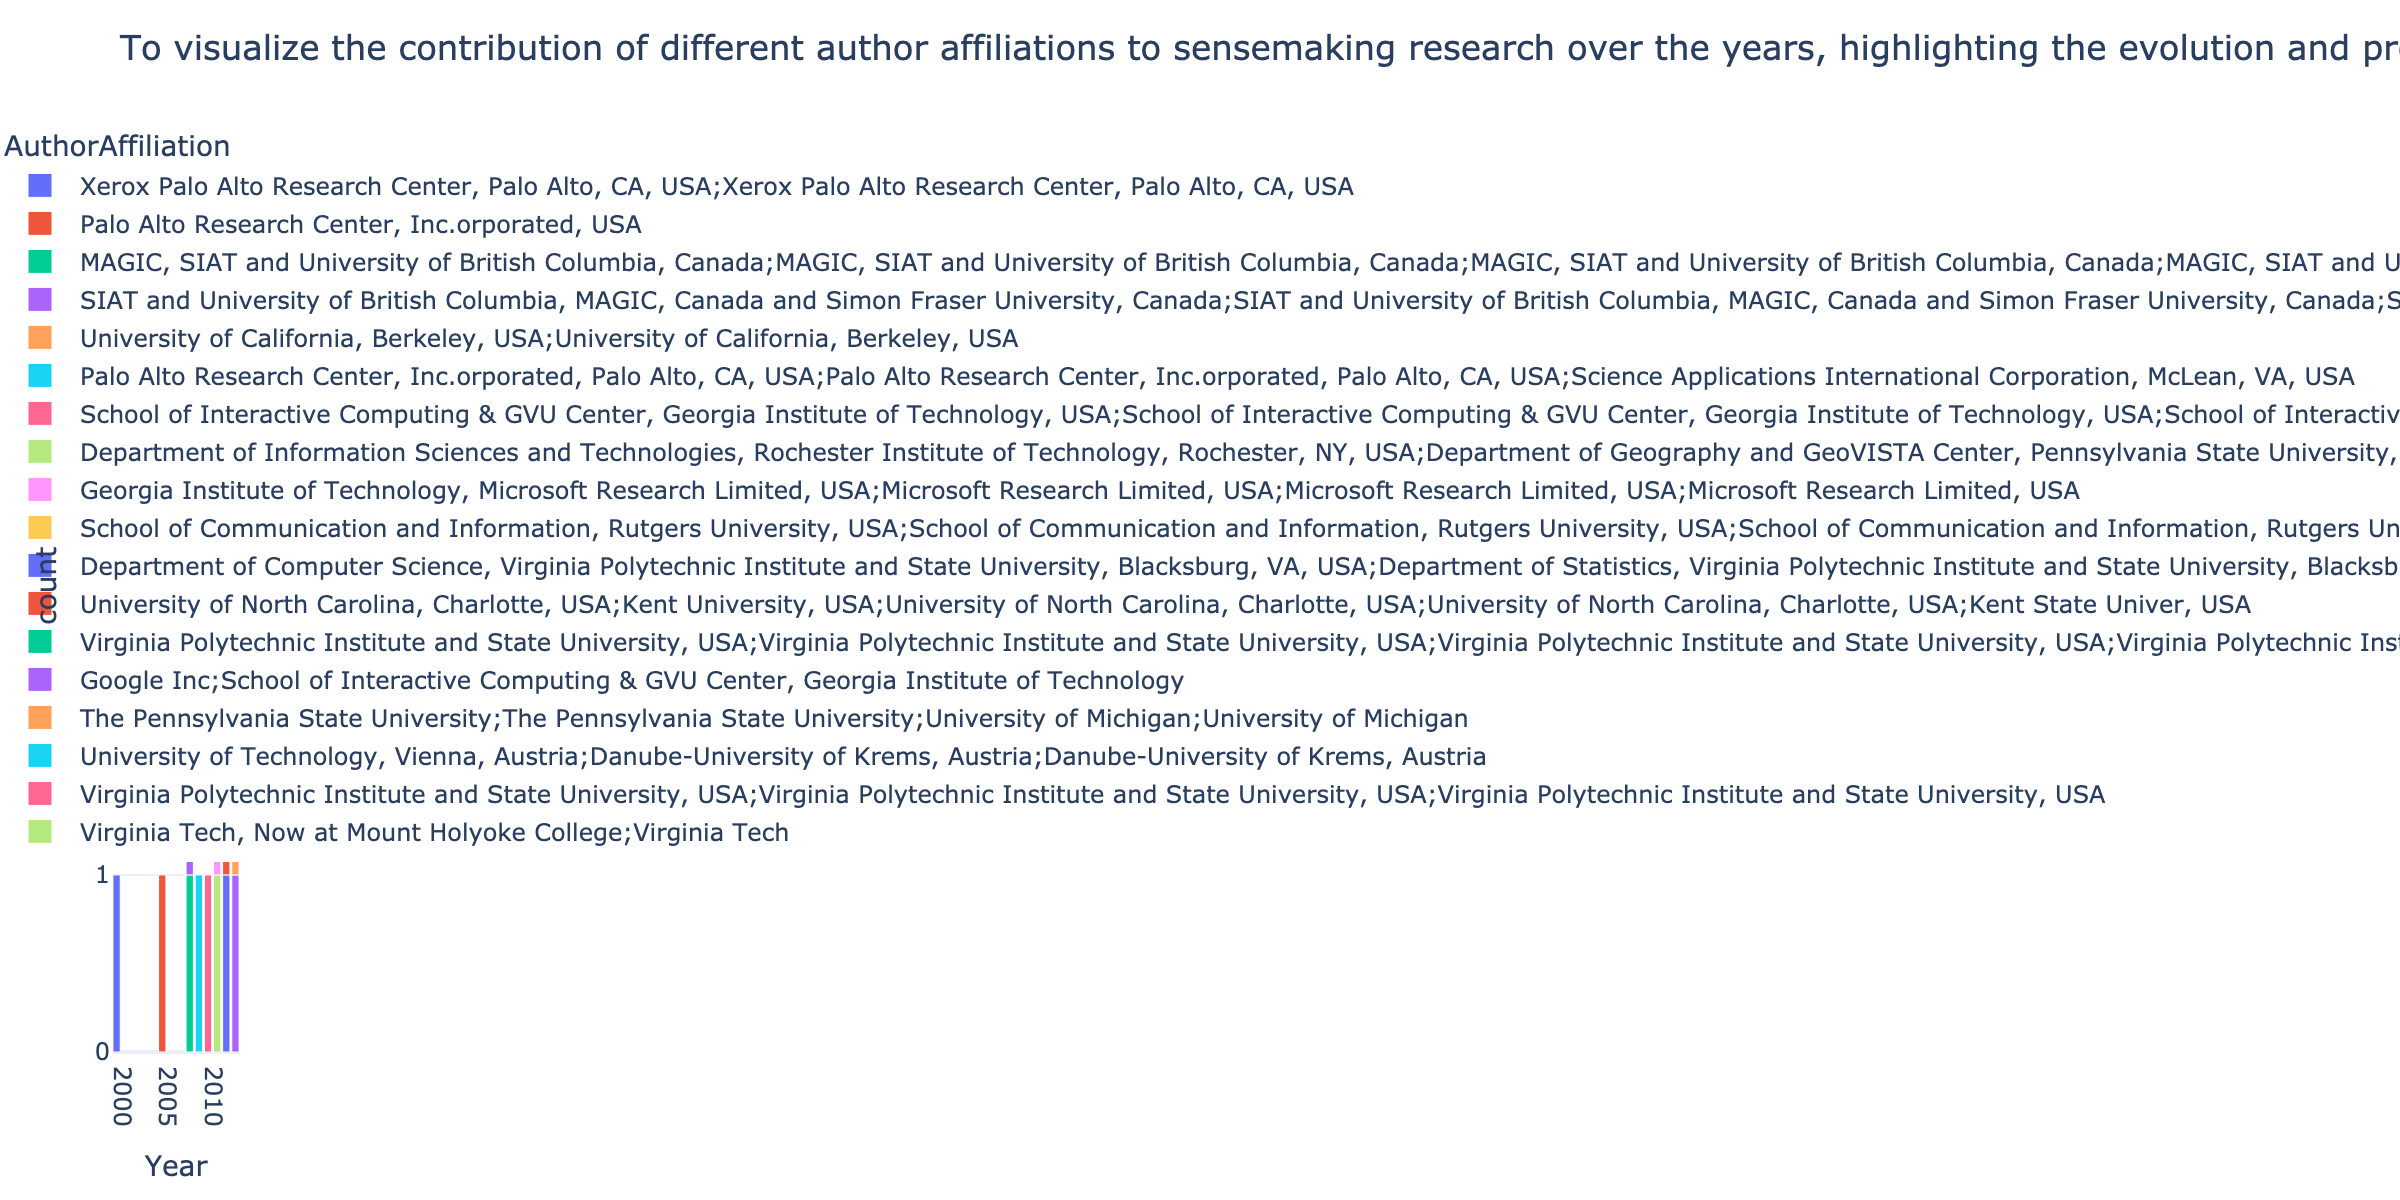 To visualize the contribution of different author affiliations to sensemaking research over the years, highlighting the evolution and
AuthorAffiliation
Xerox Palo Alto Research Center, Palo Alto, CA, USA;Xerox Palo Alto Research Center, Palo Alto, CA, USA
Palo Alto Research Center, Inc.orporated, USA
MAGIC, SIAT and University of British Columbia, Canada;MAGIC, SIAT and University of British Columbia, Canada;MAGIC, SIAT and University of British Columbia, Canada;MAGIC, SIAT and
SIAT and University of British Columbia, MAGIC, Canada and Simon Fraser University, Canada;SIAT and University of British Columbia, MAGIC, Canada and Simon Fraser University, Canada;
University of California, Berkeley, USA;University of California, Berkeley, USA
Palo Alto Research Center, Inc.orporated, Palo Alto, CA, USA;Palo Alto Research Center, Inc.orporated, Palo Alto, CA, USA;Science Applications International Corporation, McLean, VA, USA
School of Interactive Computing & GVU Center, Georgia Institute of Technology, USA;School of Interactive Computing & GVU Center, Georgia Institute of Technology, USA;School of
Department of Information Sciences and Technologies, Rochester Institute of Technology, Rochester, NY, USA;Department of Geography and GeoVISTA Center, Pennsylvania State University,
Georgia Institute of Technology, Microsoft Research Limited, USA;Microsoft Research Limited, USA;Microsoft Research Limited, USA;Microsoft Research Limited, USA
School of Communication and Information, Rutgers University, USA;School of Communication and Information, Rutgers University, USA;School of Communication and Information, Rutgers
Department of Computer Science, Virginia Polytechnic Institute and State University, Blacksburg, VA, USA;Department of Statistics, Virginia Polytechnic Institute and State University,
University of North Carolina, Charlotte, USA;Kent University, USA;University of North Carolina, Charlotte, USA;University of North Carolina, Charlotte, USA;Kent State Univer, USA
Virginia Polytechnic Institute and State University, USA;Virginia Polytechnic Institute and State University, USA;Virginia Polytechnic Institute and State University, USA;Virginia Polytechnic
Google Inc;School of Interactive Computing & GVU Center, Georgia Institute of Technology
The Pennsylvania State University;The Pennsylvania State University;University of Michigan;University of Michigan
University of Technology, Vienna, Austria;Danube-University of Krems, Austria;Danube-University of Krems, Austria
Virginia Polytechnic Institute and State University, USA;Virginia Polytechnic Institute and State University, USA;Virginia Polytechnic Institute and State University, USA
Virginia Tech, Now at Mount Holyoke College;Virginia Tech
count
1
0
2000
2005
2010
Year